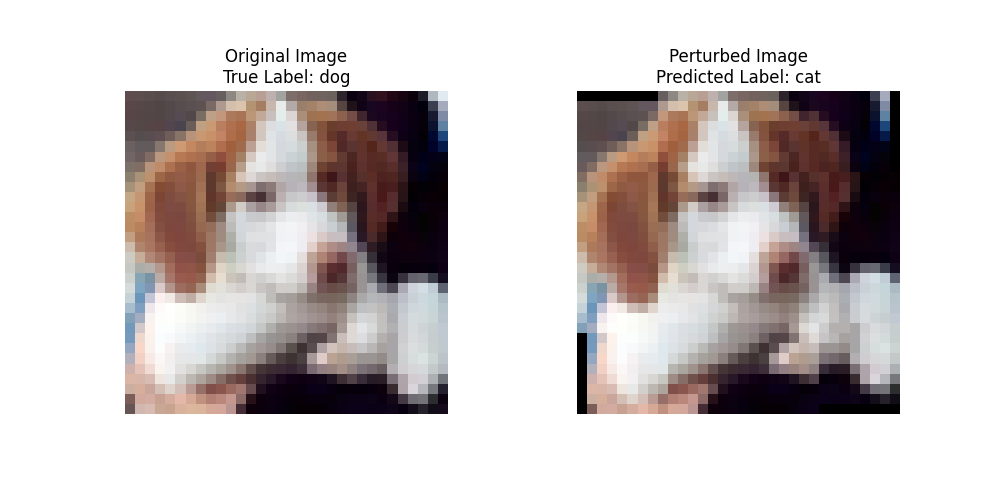 Original Image
True Label: dog
Perturbed Image
Predicted Label: cat